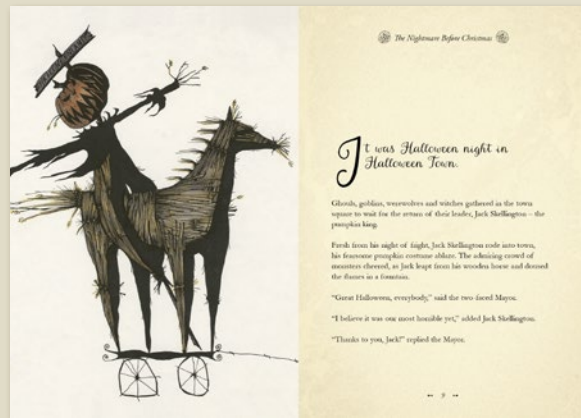 The Nightmare Before Christmas
It was Halloween night in
Halloween Town.
Ghouls, goblins, werewolves and witches gathered in the town
square to wait for the return of their leader, Jack Skellington – the
pumpkin king.
Fresh from his night of fright, Jack Skellington rode into town,
his fearsome pumpkin costume ablaze. The admiring crowd of
monsters cheered, as Jack leapt from his wooden horse and doused
the flames in a fountain.
“Great Halloween, everybody,” said the two-faced Mayor.
“I believe it was our most horrible yet,” added Jack Skellington.
“Thanks to you, Jack!” replied the Mayor.
9